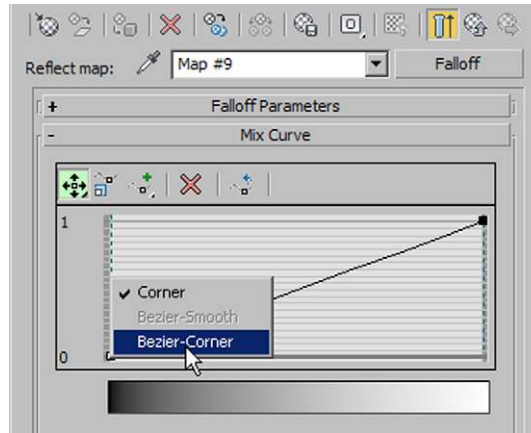 Reflect map: Map #9 Falloff
+ Falloff Parameters
- Mix Curve
1
Corner
Bezier-Smooth
Bezier-Corner
0